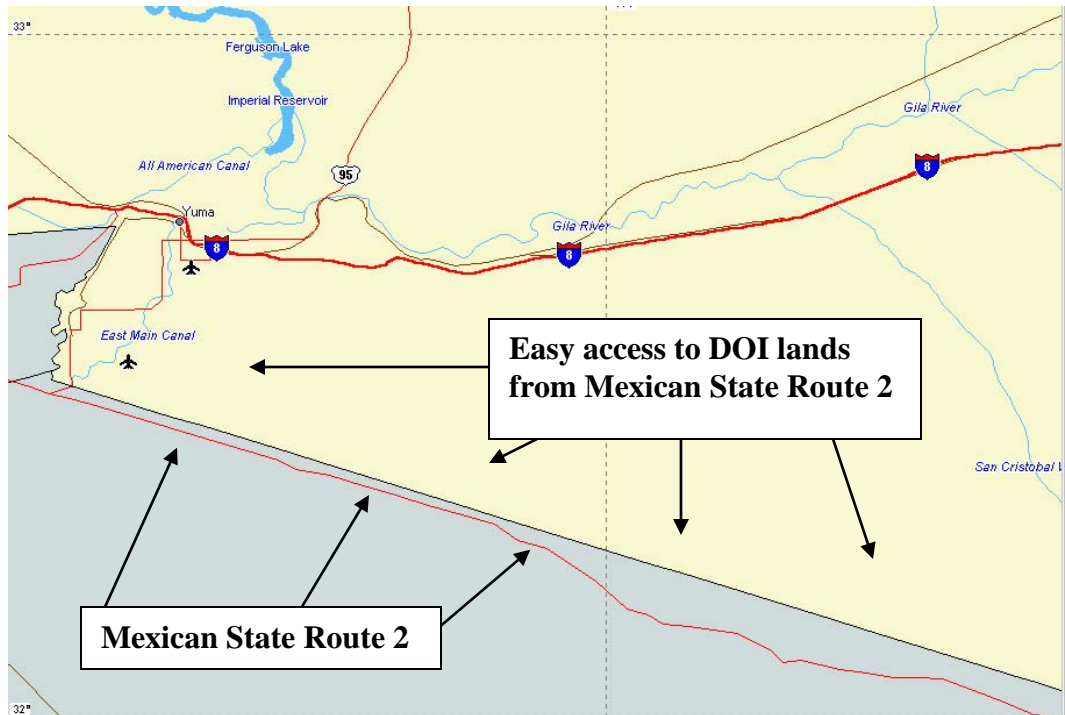 33°
Ferguson Lake
Imperial Reservoir
Gila River
All American Canal
8
95
Yuma
Gila River
8
8
East Main Canal
Easy access to DOI lands
from Mexican State Route 2
San Cristobal
Mexican State Route 2
32°